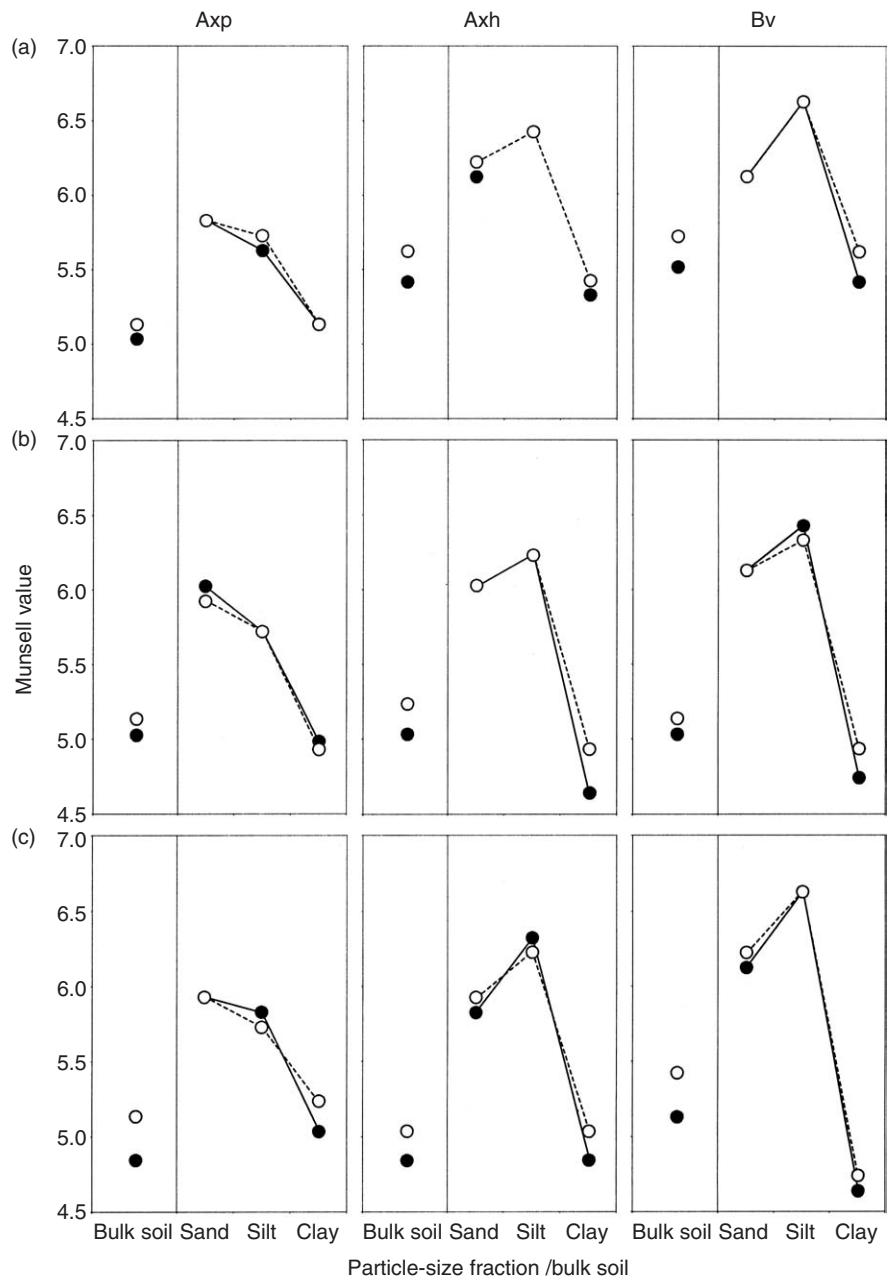 Axp Axh Bv
(a)
7.0
6.5
6.0
5.5
5.0
4.5
(b)
7.0
6.5
6.0
5.5
5.0
4.5
(c)
7.0
6.5
6.0
5.5
5.0
4.5
Munsell value
Bulk soil Sand Silt Clay Bulk soil Sand Silt Clay Bulk soil Sand Silt Clay
Particle-size fraction /bulk soil